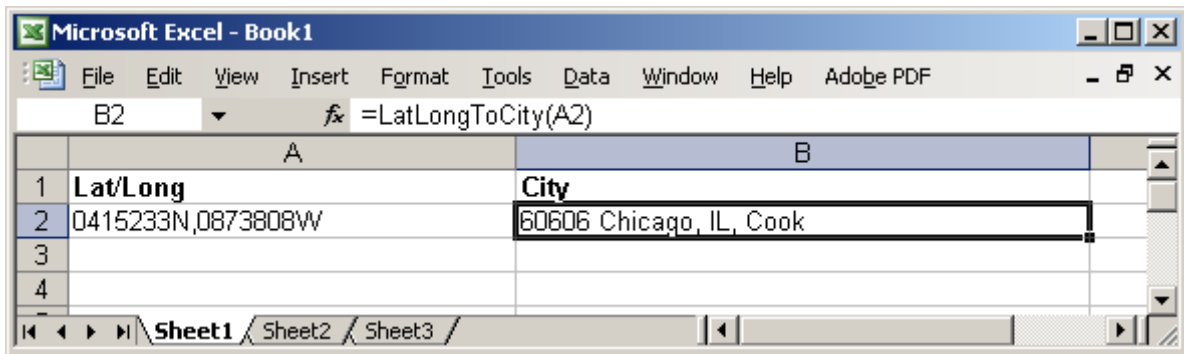 Microsoft Excel - Book1
File Edit View Insert Format Tools Data Window Help Adobe PDF
B2 fx =LatLongToCity(A2)
A B
1 Lat/Long City
2 0415233N,0873808W 60606 Chicago, IL, Cook
3
4
Sheet1 Sheet2 Sheet3